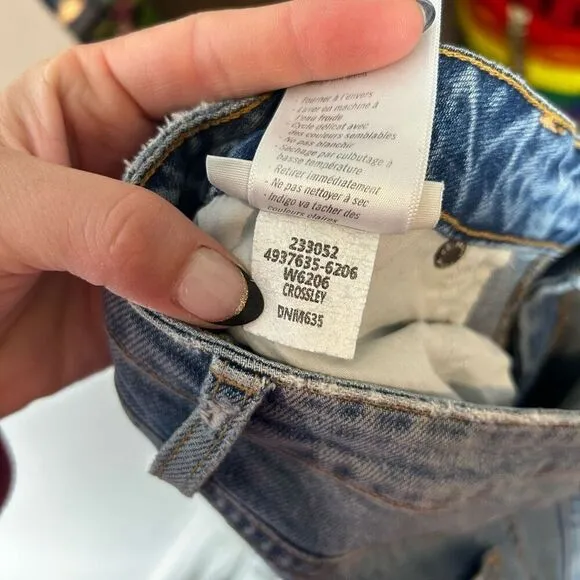 - Tourner à l'envers
- Laver en machine à
l'eau froide
- Cycle délicat avec
des couleurs semblables
- Ne pas blanchir
- Séchage par culbutage à
basse température
- Retirer immédiatement
- Ne pas nettoyer à sec
- Indigo va tacher des
couleurs claires
233052
4937635-6206
W6206
CROSSLEY
DNM635